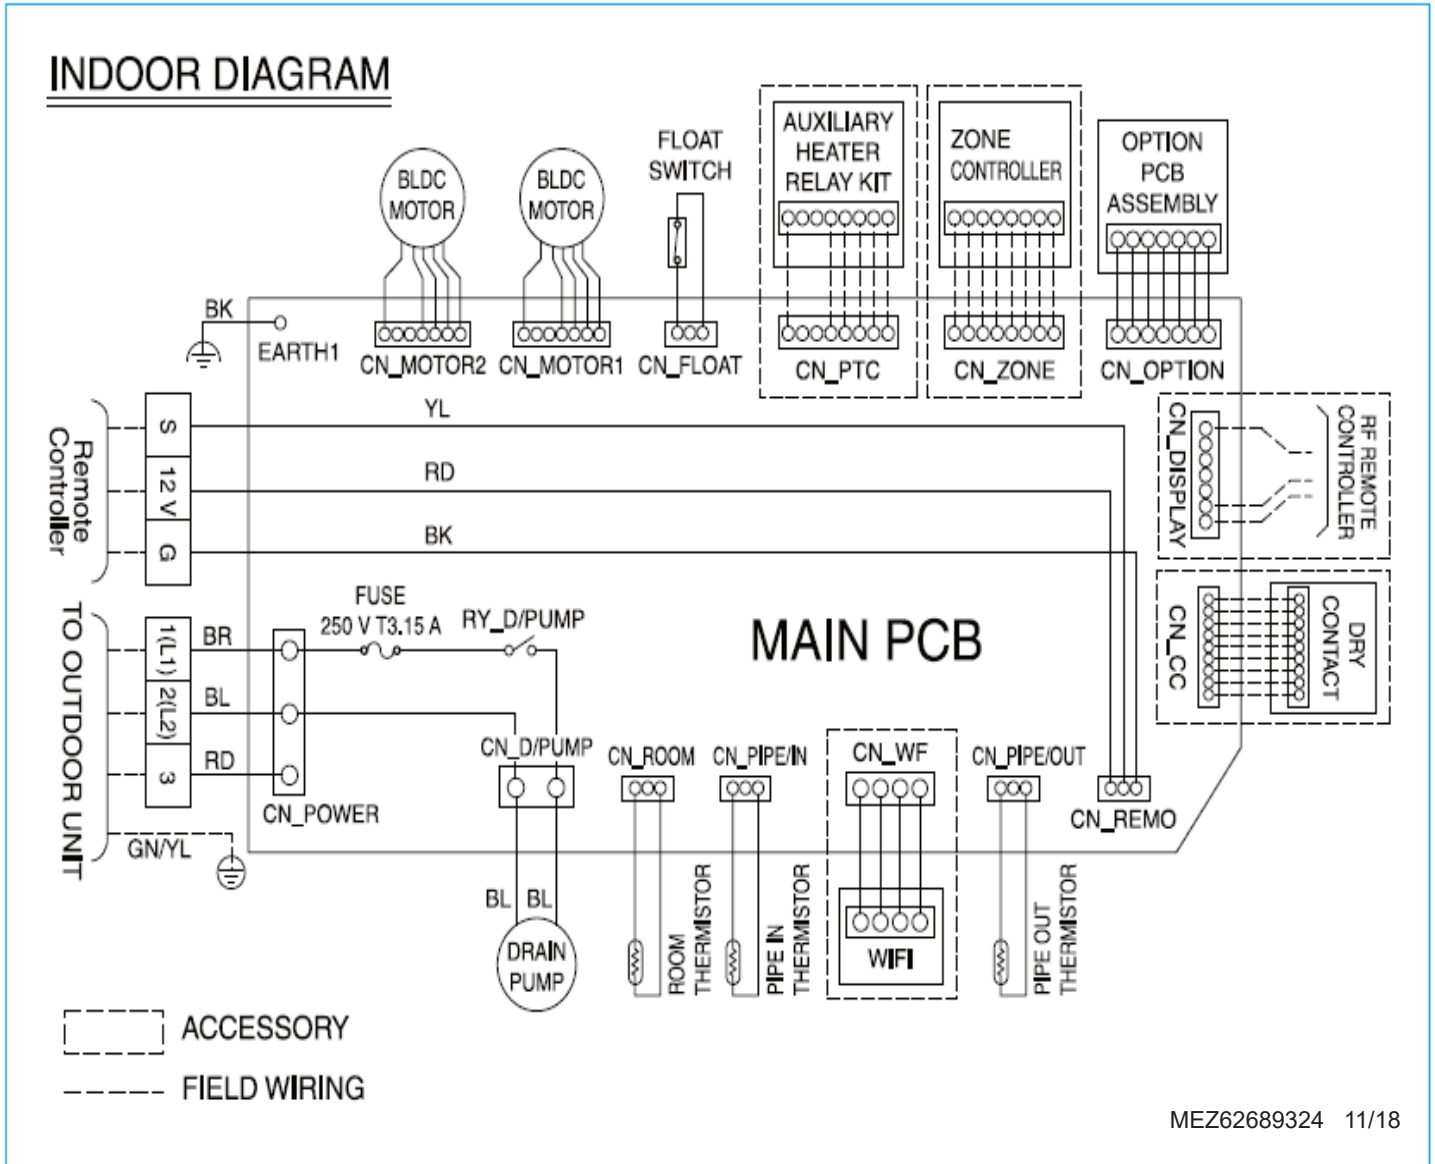 INDOOR DIAGRAM
BLDC
MOTOR
BLDC
MOTOR
FLOAT
SWITCH
AUXILIARY
HEATER
RELAY KIT
ZONE
CONTROLLER
OPTION
PCB
ASSEMBLY
BK
EARTH1
CN_MOTOR2
CN_MOTOR1
CN_FLOAT
CN_PTC
CN_ZONE
CN_OPTION
Remote
Controller
S
12 V
G
YL
RD
BK
CN_DISPLAY
RF REMOTE
CONTROLLER
CN_CC
DRY
CONTACT
TO OUTDOOR UNIT
1(L1)
2(L2)
3
BR
BL
RD
GN/YL
FUSE
250 V T3.15 A
RY_D/PUMP
MAIN PCB
CN_POWER
CN_D/PUMP
CN_ROOM
CN_PIPE/IN
CN_WF
CN_PIPE/OUT
CN_REMO
BL
BL
DRAIN
PUMP
ROOM
THERMISTOR
PIPE IN
THERMISTOR
WIFI
PIPE OUT
THERMISTOR
ACCESSORY
FIELD WIRING
MEZ62689324 11/18